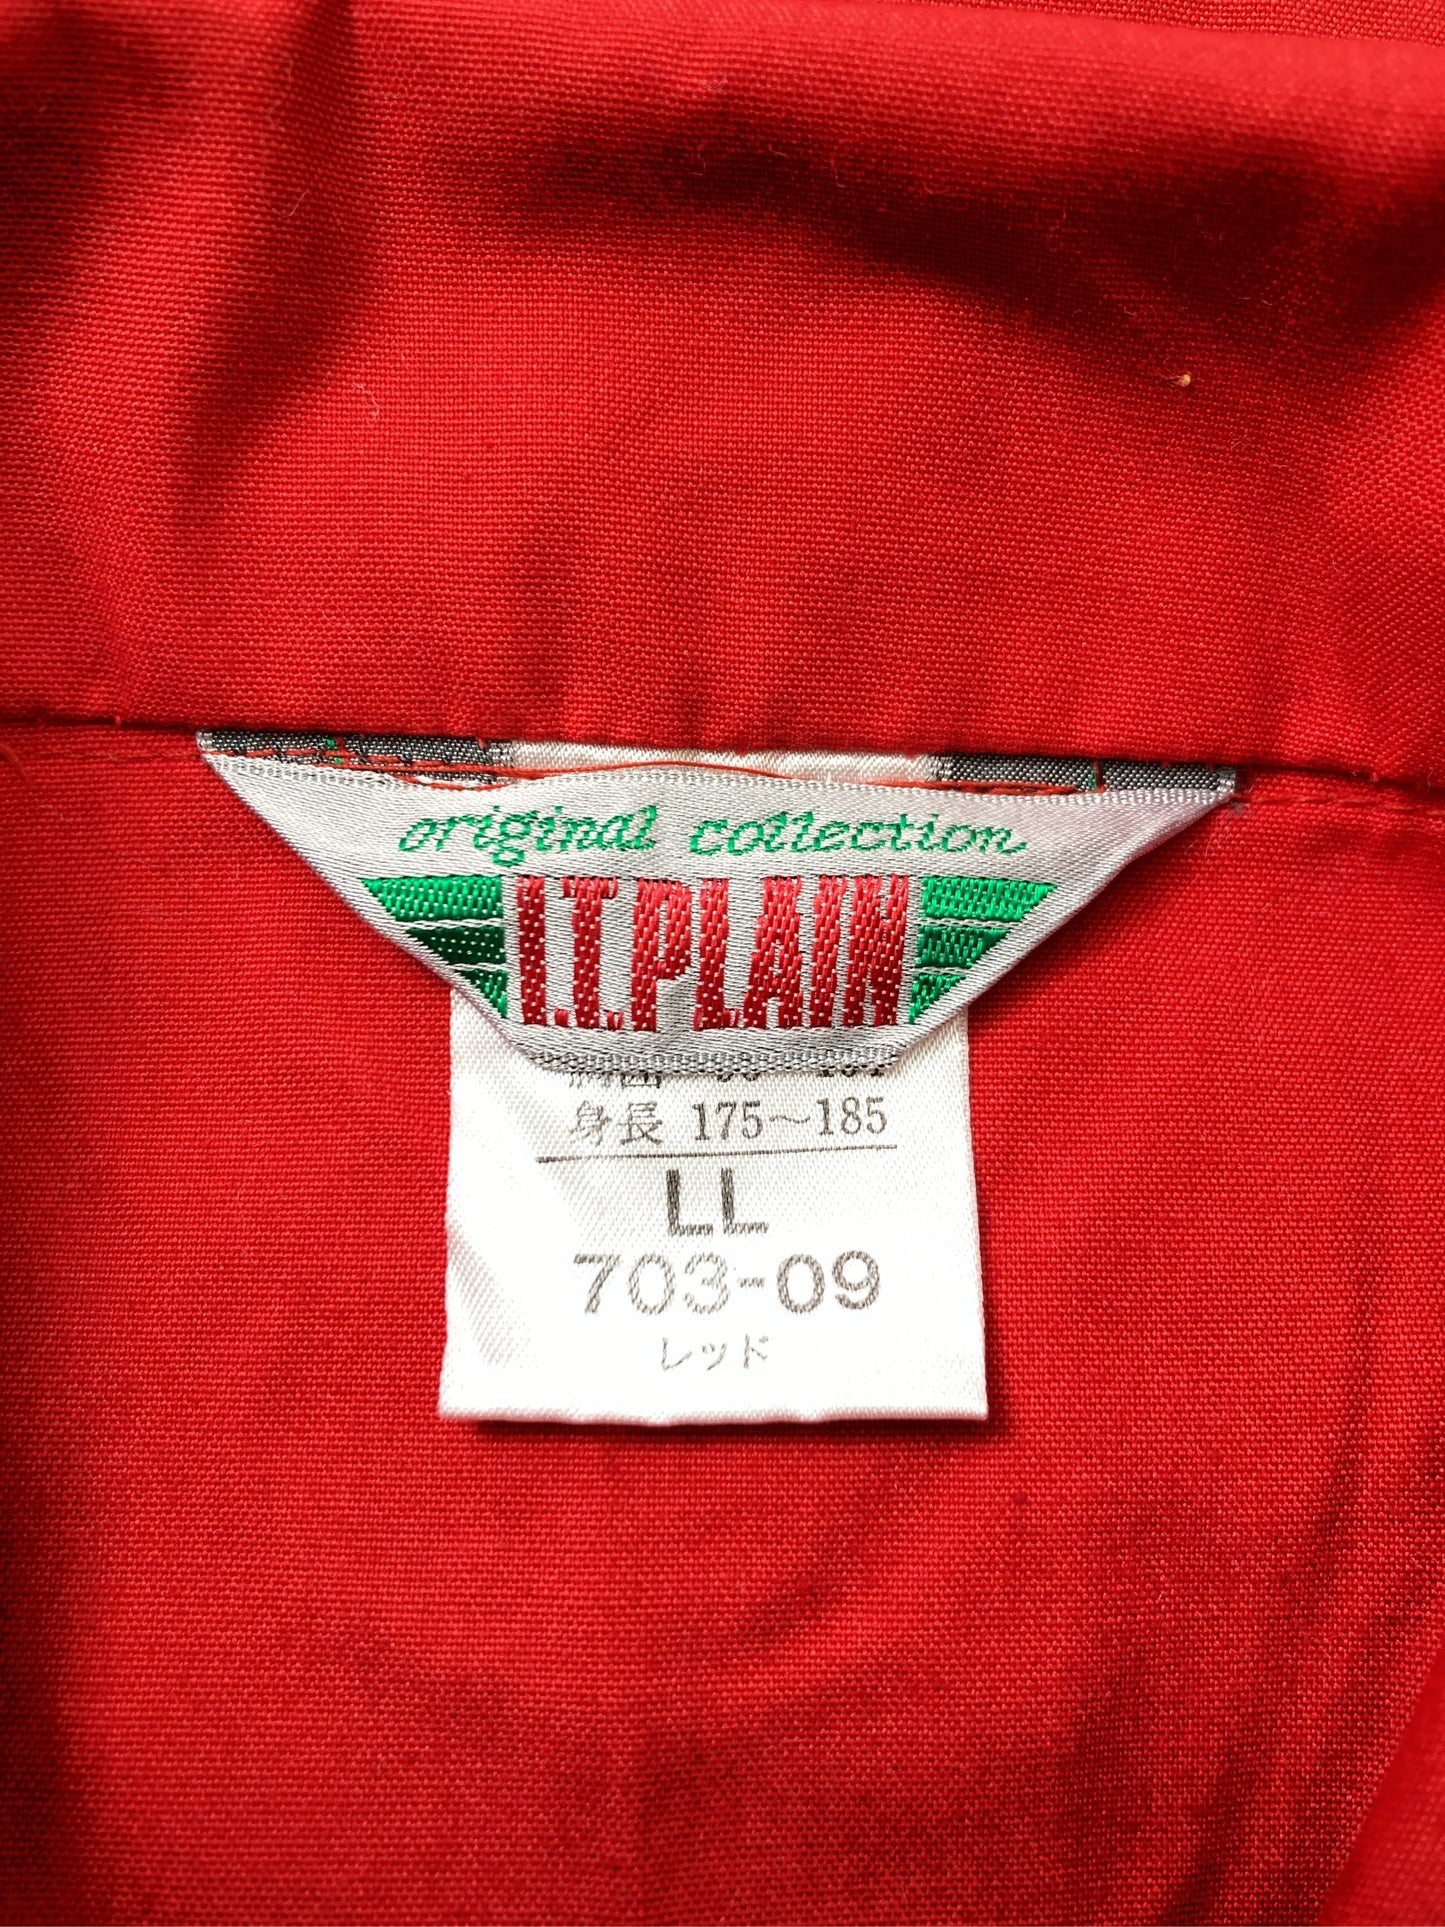 original collection
I.T.PLAIN
身長 175～185
LL
703-09
レッド